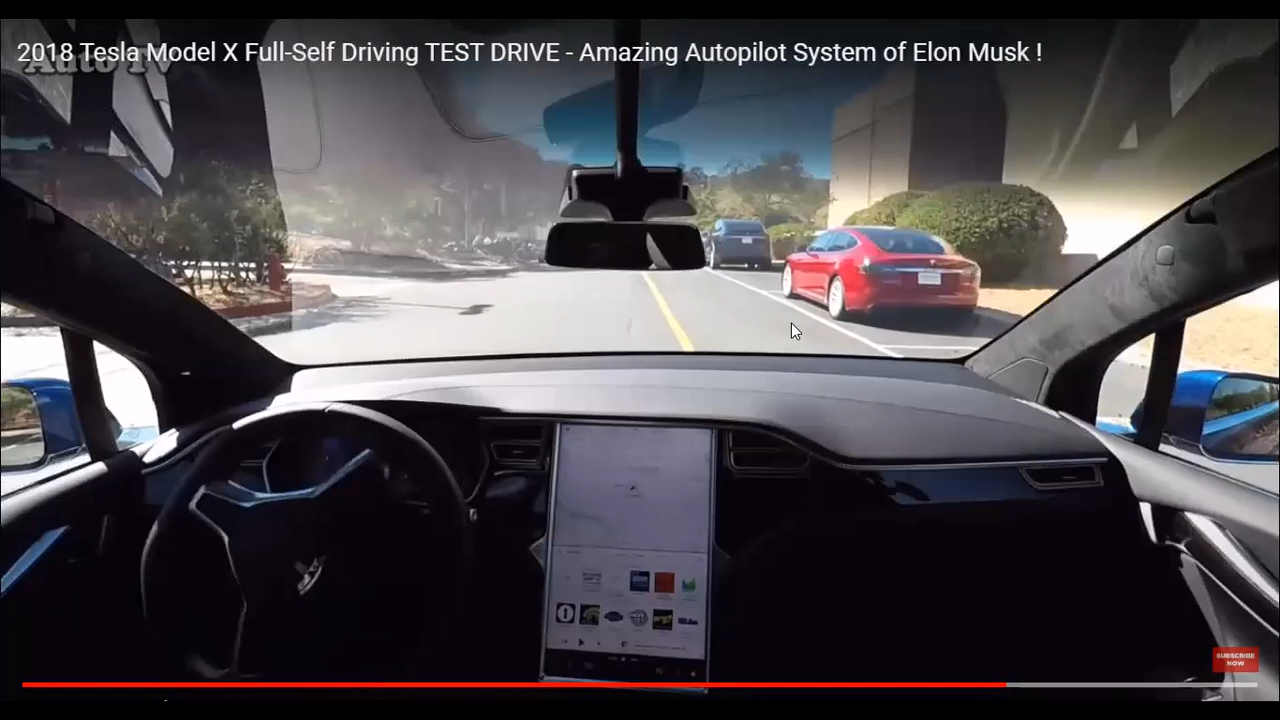 2018 Tesla Model X Full-Self Driving TEST DRIVE - Amazing Autopilot System of Elon Musk !
Auto TV
SUBSCRIBE
NOW